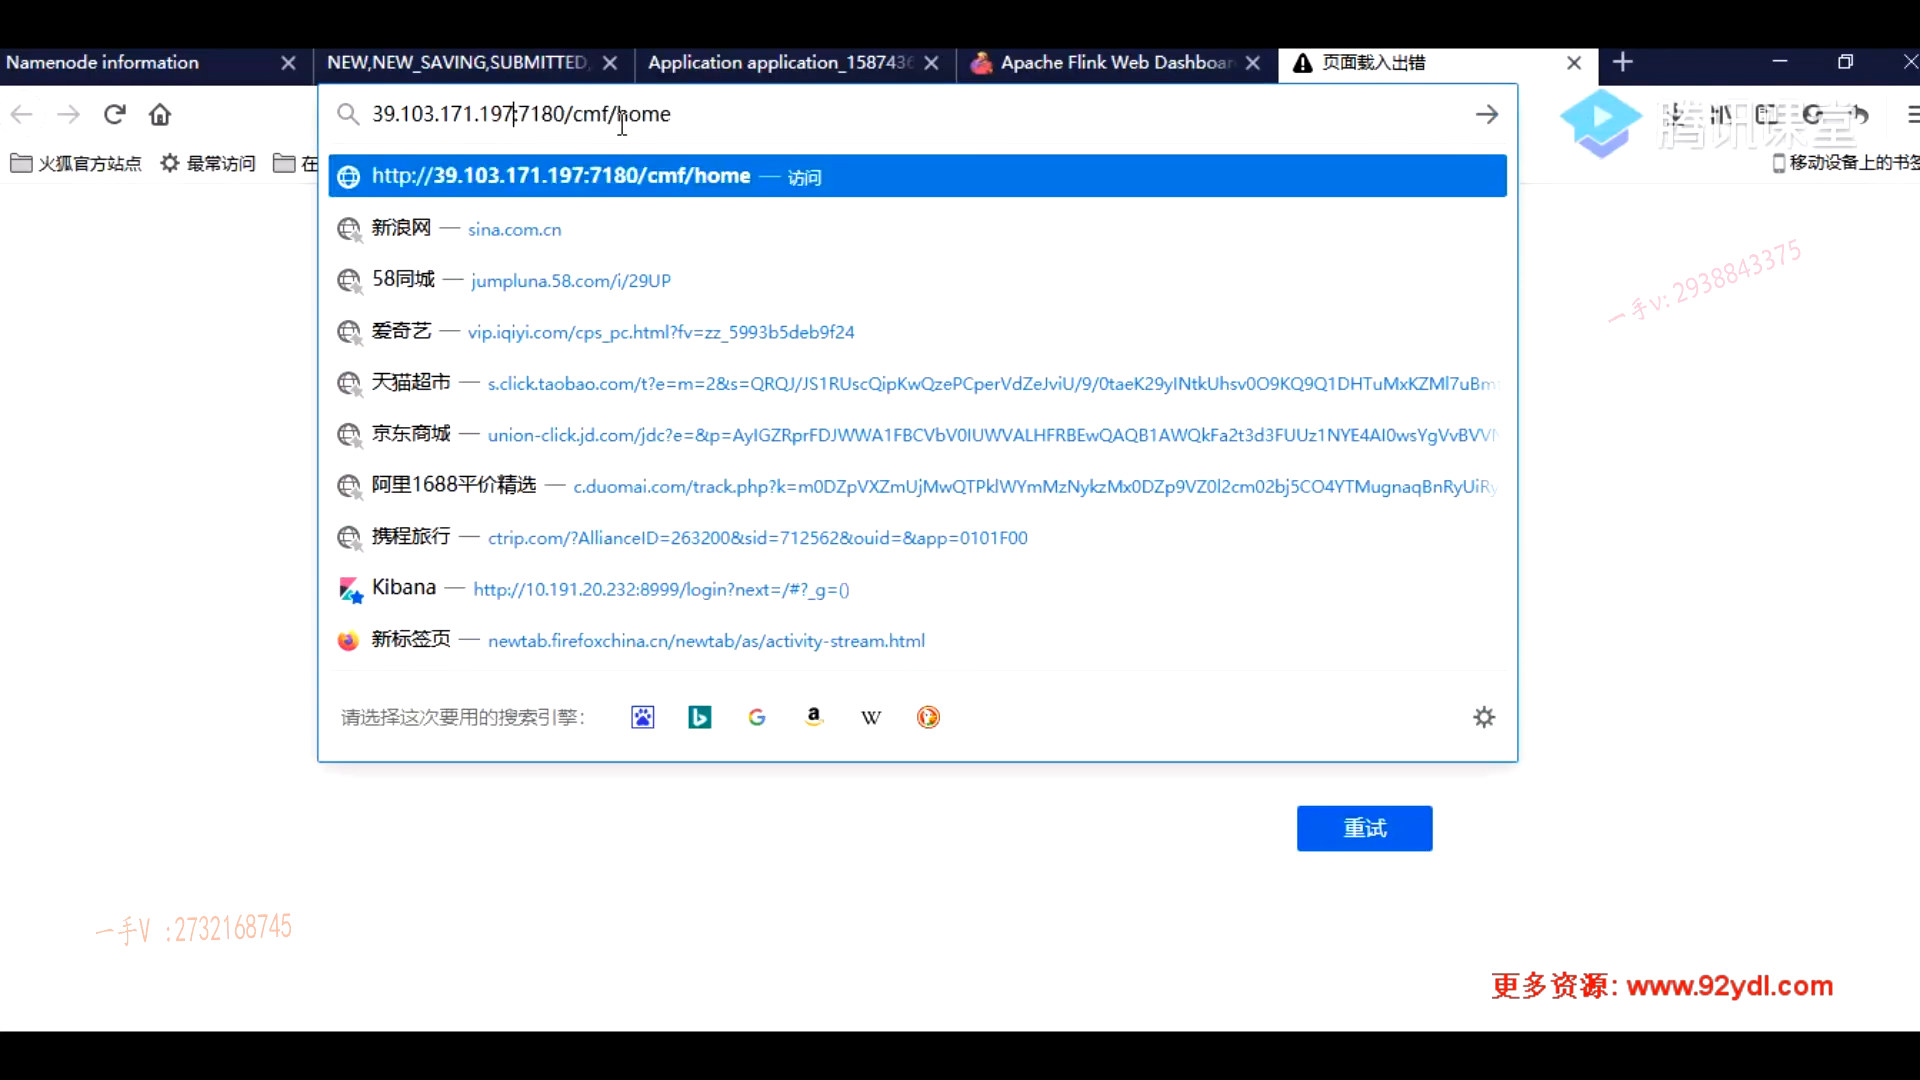 Namenode information
NEW,NEW_SAVING,SUBMITTED,
Application application_1587436
Apache Flink Web Dashboar
页面载入出错
39.103.171.197:7180/cmf/home
腾讯课堂
火狐官方站点
最常访问
在
移动设备上的书签
http://39.103.171.197:7180/cmf/home — 访问
新浪网 — sina.com.cn
58同城 — jumpluna.58.com/i/29UP
爱奇艺 — vip.iqiyi.com/cps_pc.html?fv=zz_5993b5deb9f24
天猫超市 — s.click.taobao.com/t?e=m=2&s=QRQJ/JS1RUscQipKwQzePCperVdZeJviU/9/0taeK29yINtkUhsv0O9KQ9Q1DHTuMxKZMl7uBm
京东商城 — union-click.jd.com/jdc?e=&p=AyIGZRprFDJWWA1FBCVbV0IUWVALHFRBEwQAQB1AWQkFa2t3d3FUUz1NYE4AI0wsYgVvBVVI
阿里1688平价精选 — c.duomai.com/track.php?k=m0DZpVXZmUjMwQTPklWYmMzNykzMx0DZp9VZ0l2cm02bj5CO4YTMugnaqBnRyUiRy
携程旅行 — ctrip.com/?AllianceID=263200&sid=712562&ouid=&app=0101F00
Kibana — http://10.191.20.232:8999/login?next=/#?_g=()
新标签页 — newtab.firefoxchina.cn/newtab/as/activity-stream.html
请选择这次要用的搜索引擎：
重试
一手v: 2938843375
一手V :2732168745
更多资源: www.92ydl.com